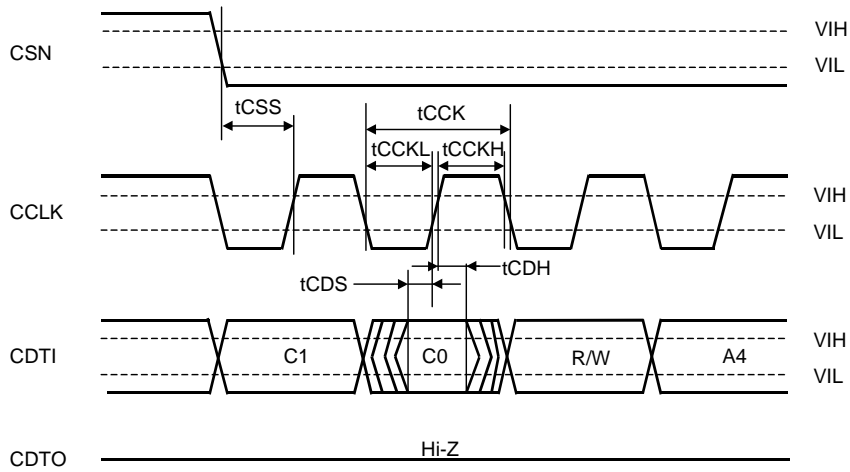 CSN
VIH
VIL
tCSS
tCCK
tCCKL tCCKH
CCLK
VIH
VIL
tCDS
tCDH
CDTI
C1
C0
R/W
A4
VIH
VIL
CDTO
Hi-Z